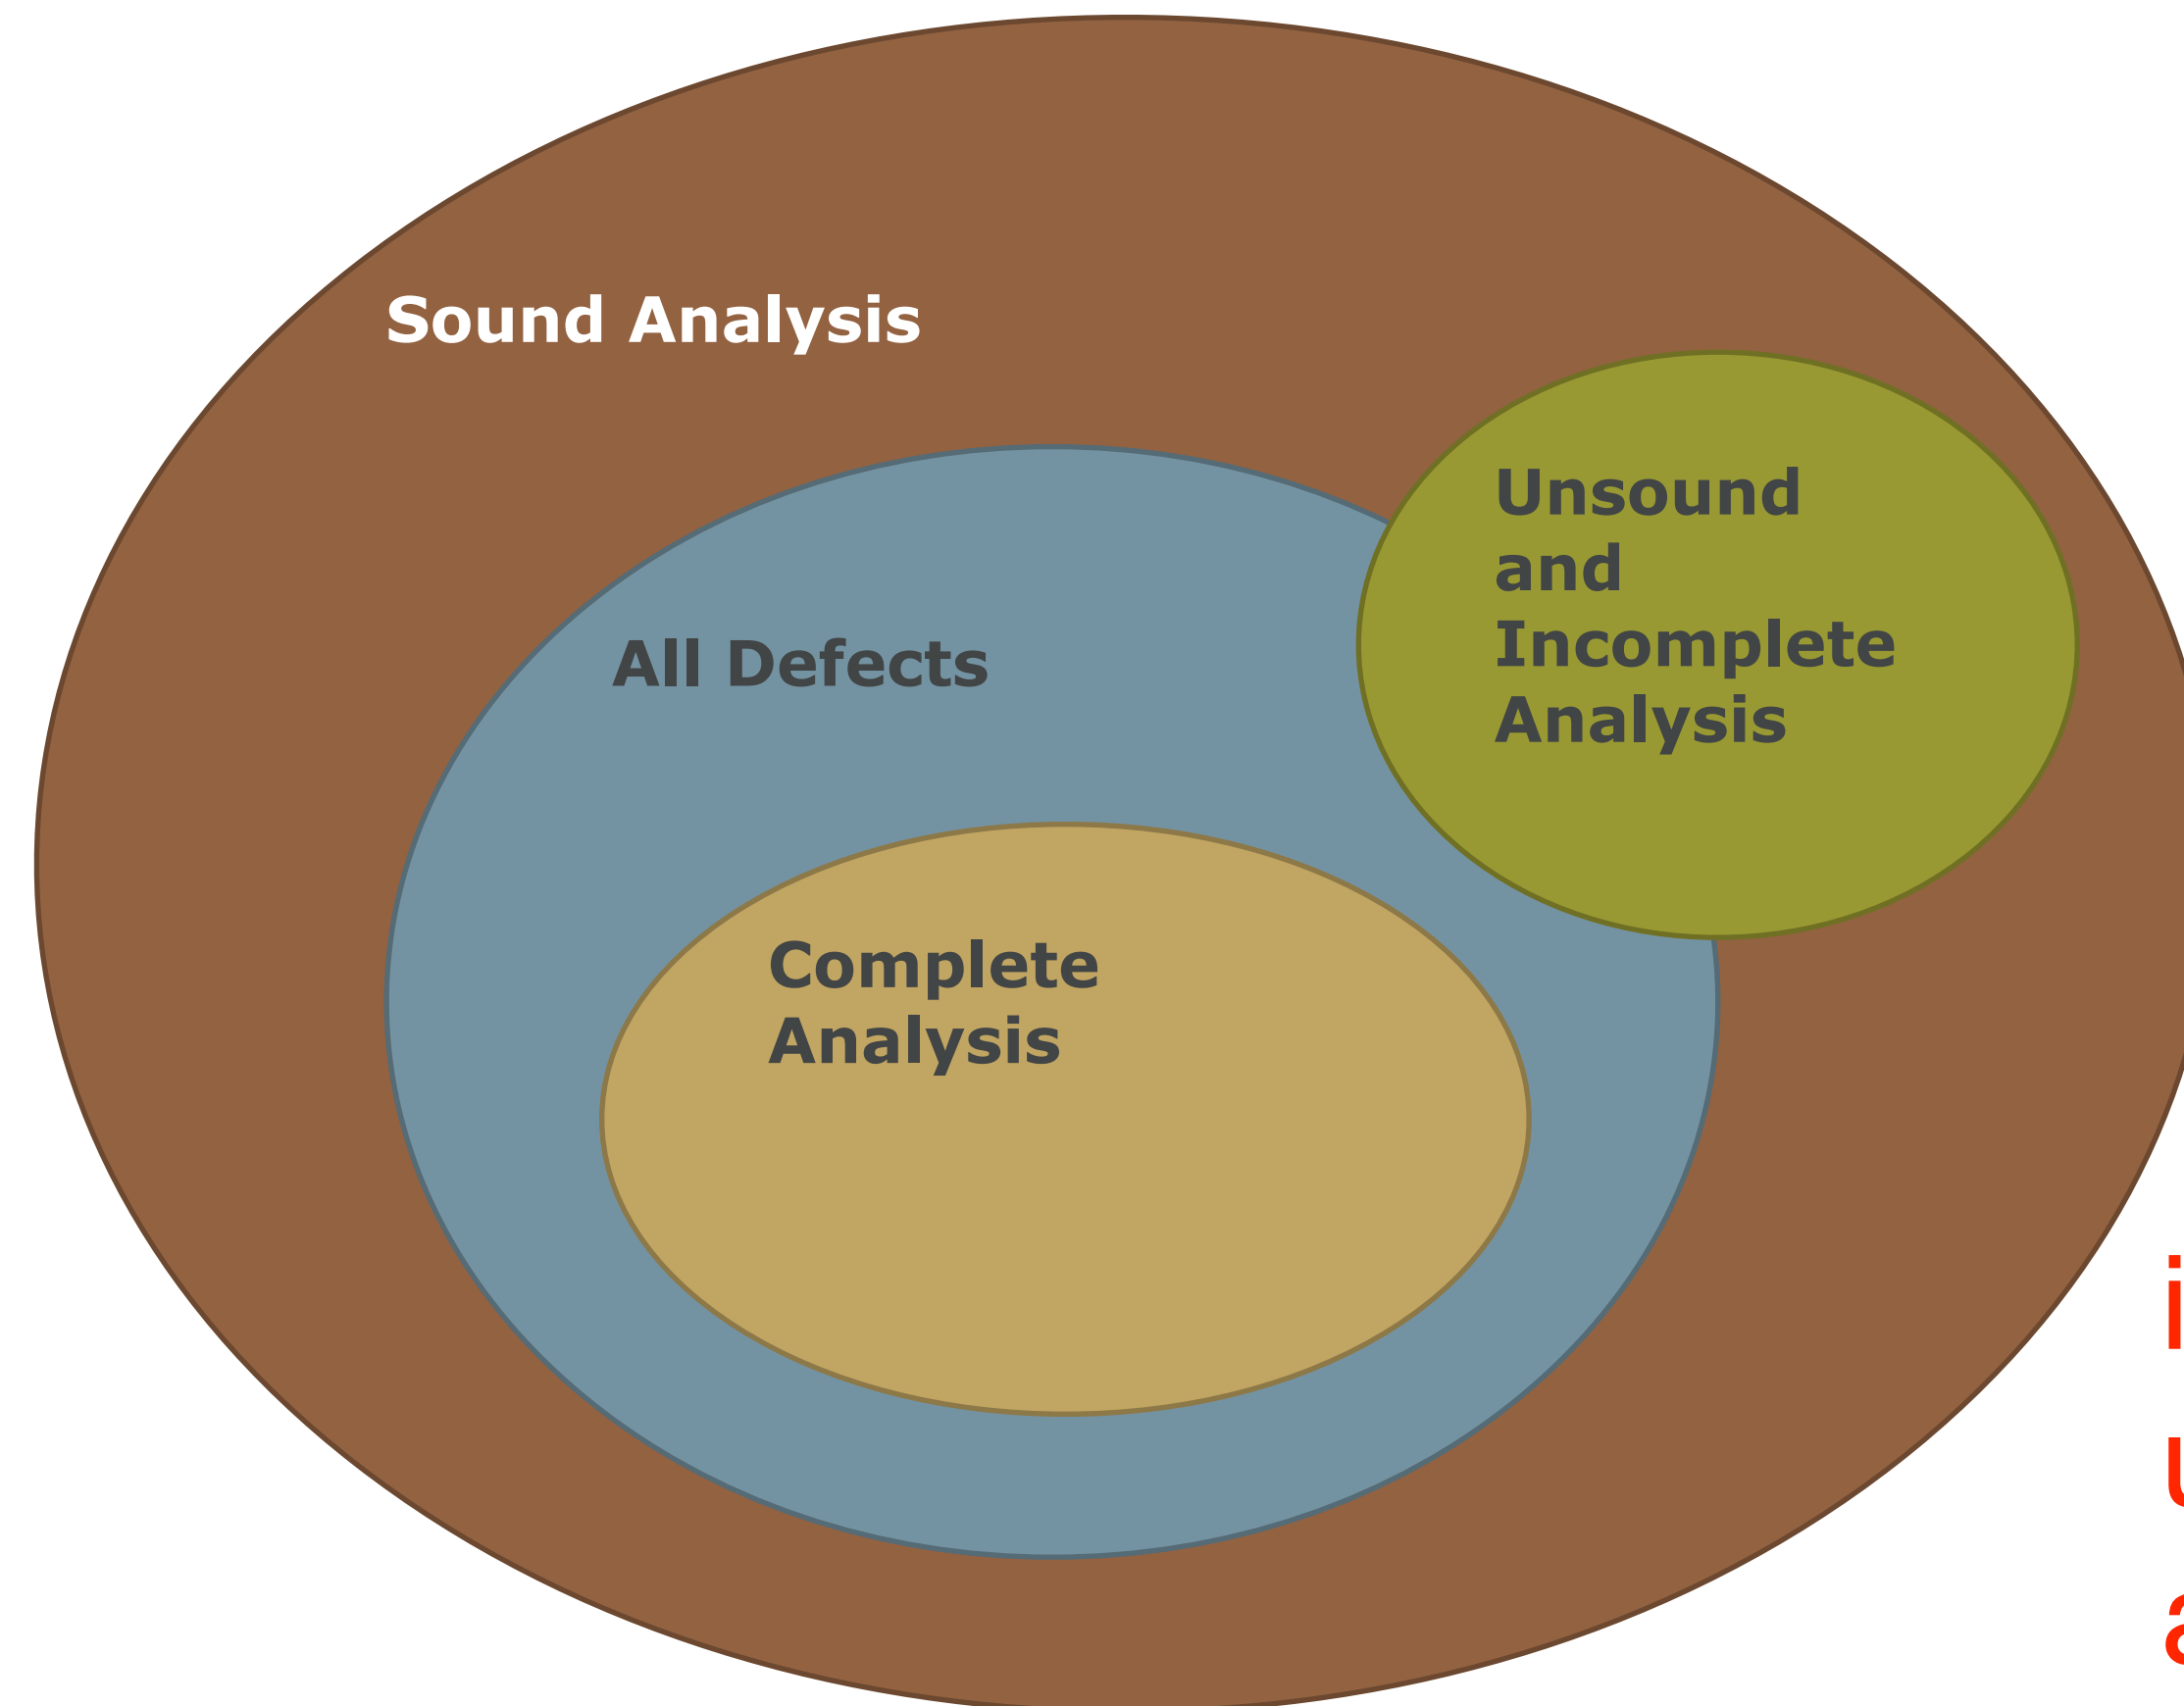 Sound Analysis
Unsound
and
Incomplete
Analysis
All Defects
Complete
Analysis